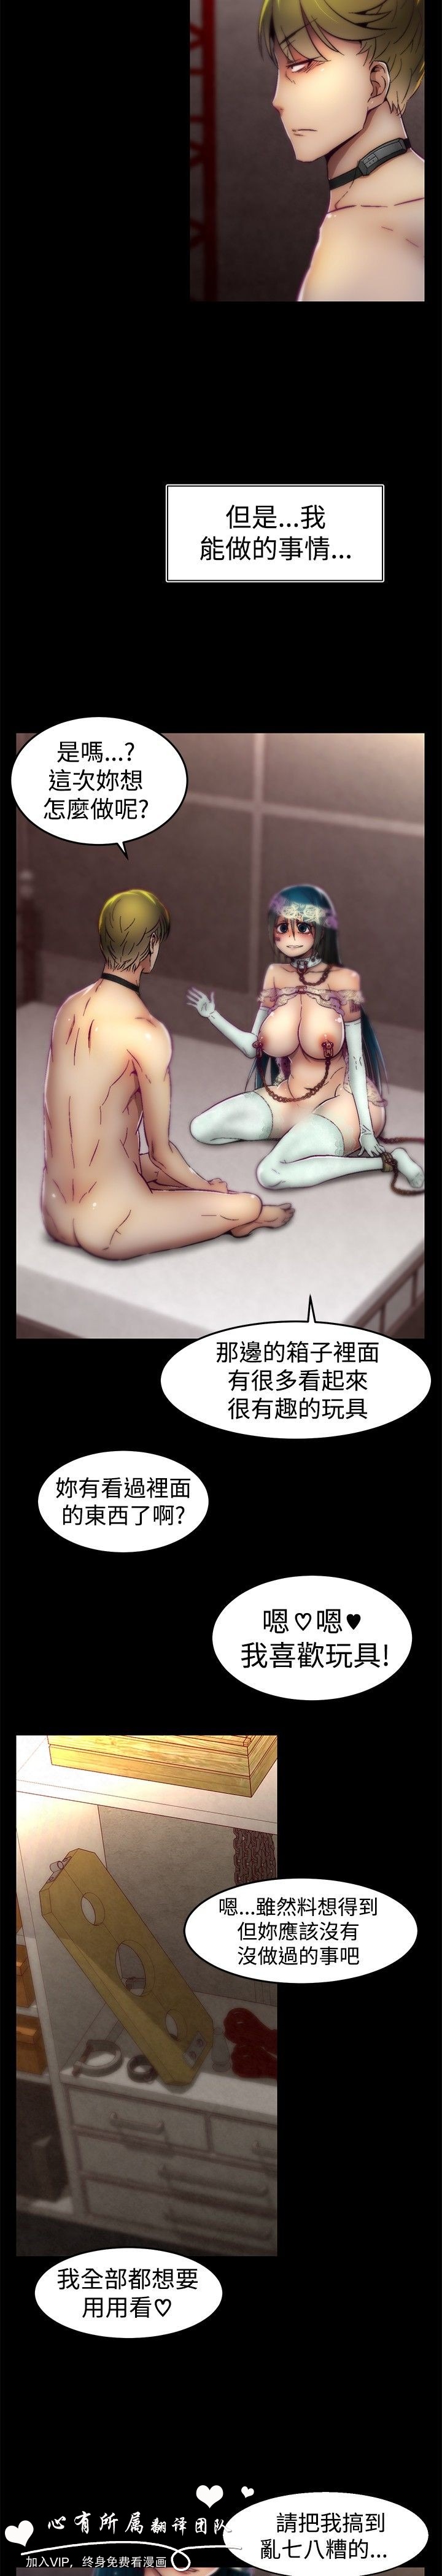 但是...我
能做的事情...
是嗎...?
這次妳想
怎麼做呢?
那邊的箱子裡面
有很多看起來
很有趣的玩具
妳有看過裡面
的東西了啊?
嗯♡嗯♥
我喜歡玩具!
嗯...雖然料想得到
但妳應該沒有
沒做過的事吧
我全部都想要
用用看♡
請把我搞到
亂七八糟的...
心有所属翻译团队
加入VIP，终身免费看漫画